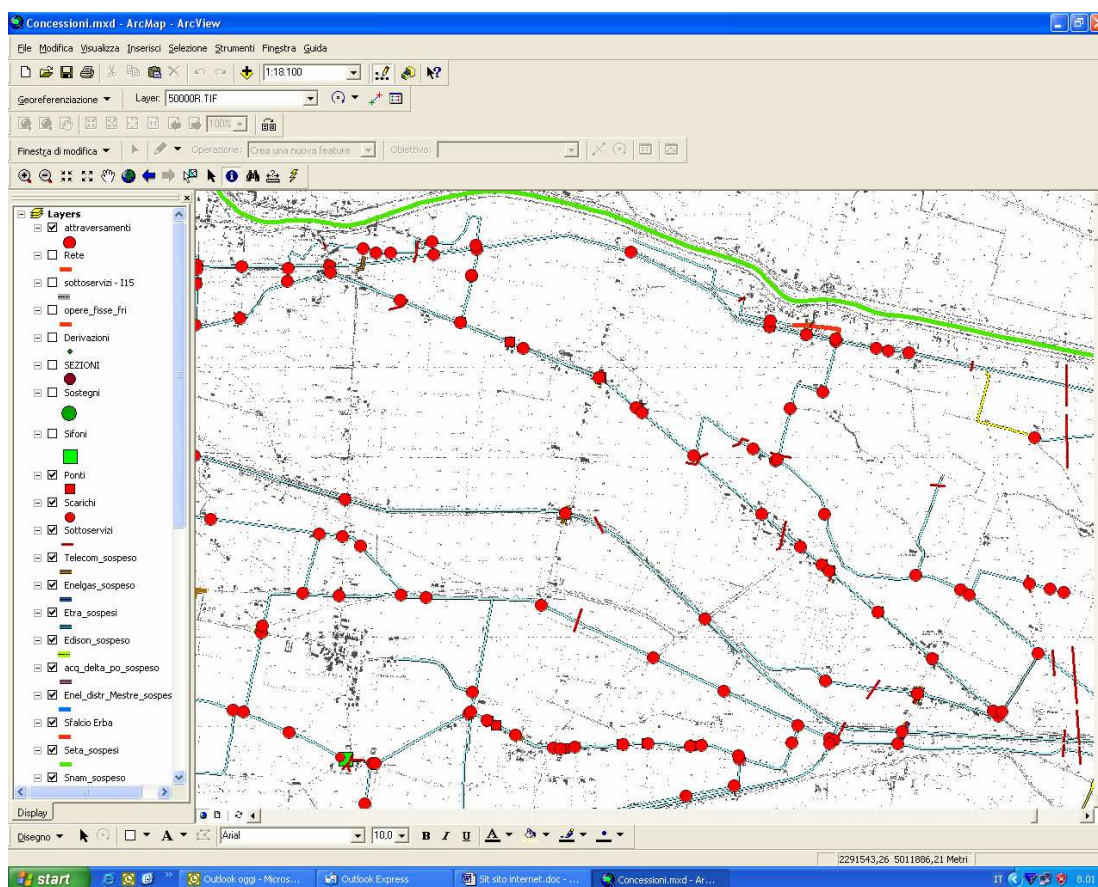 Concessioni.mxd - ArcMap - ArcView
File Modifica Visualizza Inserisci Selezione Strumenti Finestra Guida
1:18.100
Georeferenziazione Layer: 50000R.TIF
100%
Finestra di modifica Operazione: Crea una nuova feature Obiettivo:
Layers
attraversamenti
Rete
sottoservizi - I15
opere_fisse_fri
Derivazioni
SEZIONI
Sostegni
Sifoni
Ponti
Scarichi
Sottoservizi
Telecom_sospeso
Enelgas_sospeso
Etra_sospesi
Edison_sospeso
acq_delta_po_sospeso
Enel_distr_Mestre_sospes
Sfalcio Erba
Seta_sospesi
Snam_sospeso
Display
Disegno A Arial 10,0 B I U A
2291543,26 5011886,21 Metri
start Outlook oggi - Micros... Outlook Express Sit sito internet.doc - ... Concessioni.mxd - Ar... IT 8.01